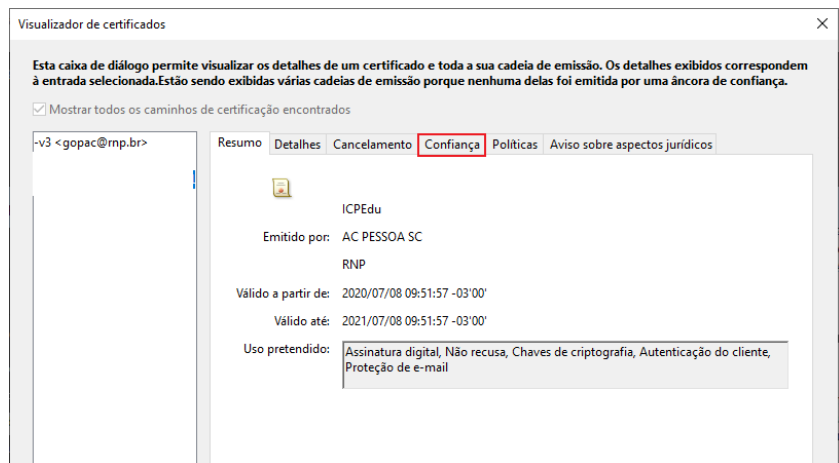 Visualizador de certificados
Esta caixa de diálogo permite visualizar os detalhes de um certificado e toda a sua cadeia de emissão. Os detalhes exibidos correspondem
à entrada selecionada.Estão sendo exibidas várias cadeias de emissão porque nenhuma delas foi emitida por uma âncora de confiança.
Mostrar todos os caminhos de certificação encontrados
-v3 <gopac@rnp.br>
Resumo Detalhes Cancelamento Confiança Políticas Aviso sobre aspectos jurídicos
ICPEdu
Emitido por: AC PESSOA SC
RNP
Válido a partir de: 2020/07/08 09:51:57 -03'00'
Válido até: 2021/07/08 09:51:57 -03'00'
Uso pretendido: Assinatura digital, Não recusa, Chaves de criptografia, Autenticação do cliente,
Proteção de e-mail